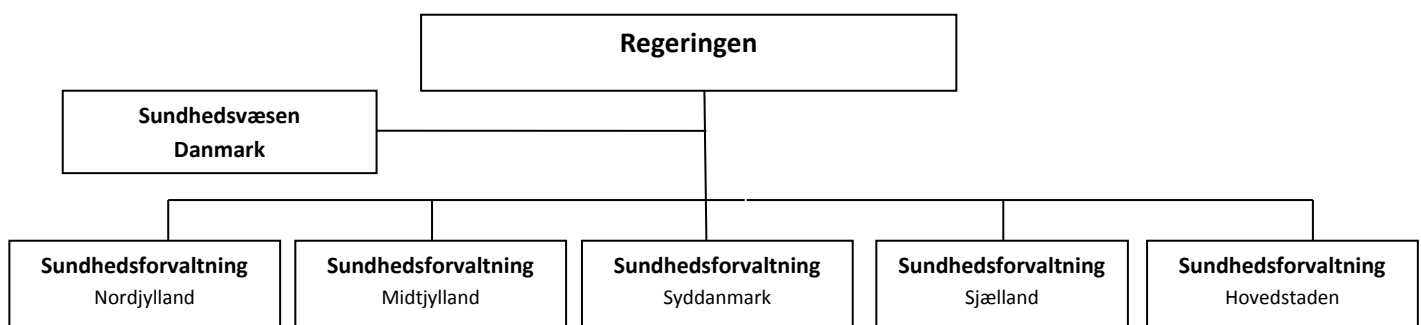 Regeringen
Sundhedsvæsen
Danmark
Sundhedsforvaltning
Nordjylland
Sundhedsforvaltning
Midtjylland
Sundhedsforvaltning
Syddanmark
Sundhedsforvaltning
Sjælland
Sundhedsforvaltning
Hovedstaden